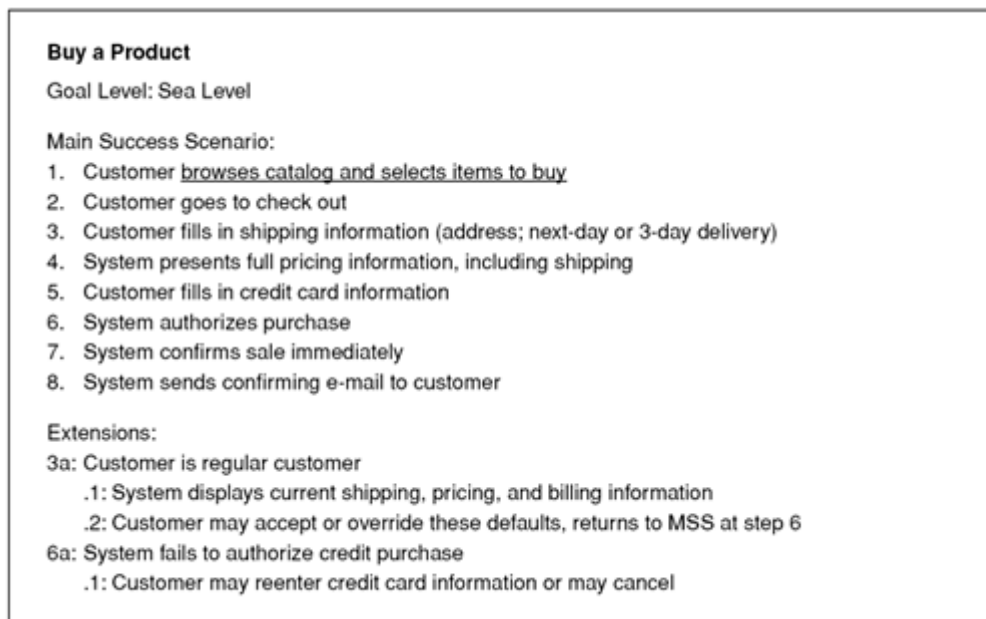 Buy a Product
Goal Level: Sea Level
Main Success Scenario:
1. Customer browses catalog and selects items to buy
2. Customer goes to check out
3. Customer fills in shipping information (address; next-day or 3-day delivery)
4. System presents full pricing information, including shipping
5. Customer fills in credit card information
6. System authorizes purchase
7. System confirms sale immediately
8. System sends confirming e-mail to customer
Extensions:
3a: Customer is regular customer
.1: System displays current shipping, pricing, and billing information
.2: Customer may accept or override these defaults, returns to MSS at step 6
6a: System fails to authorize credit purchase
.1: Customer may reenter credit card information or may cancel